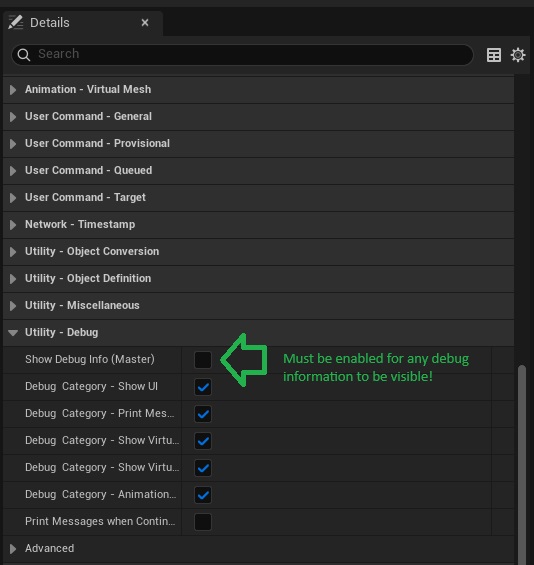 Details
Search
Animation - Virtual Mesh
User Command - General
User Command - Provisional
User Command - Queued
User Command - Target
Network - Timestamp
Utility - Object Conversion
Utility - Object Definition
Utility - Miscellaneous
Utility - Debug
Show Debug Info (Master)
Must be enabled for any debug
information to be visible!
Debug Category - Show UI
Debug Category - Print Mes...
Debug Category - Show Virtu...
Debug Category - Show Virtu...
Debug Category - Animation...
Print Messages when Contin...
Advanced